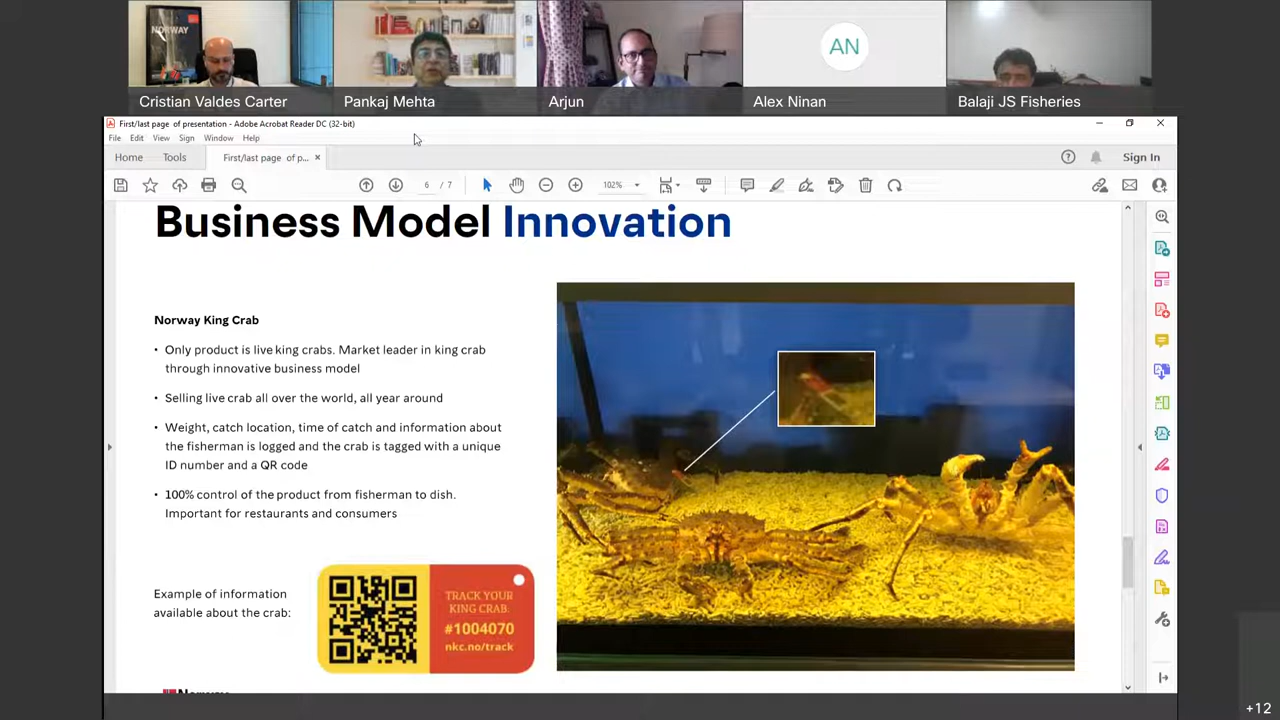 NORWAY
AN
Cristian Valdes Carter
Pankaj Mehta
Arjun
Alex Ninan
Balaji JS Fisheries
First/last page of presentation - Adobe Acrobat Reader DC (32-bit)
File Edit View Sign Window Help
Home Tools First/last page of p... × Sign In
6 / 7 102%
Business Model Innovation
Norway King Crab
• Only product is live king crabs. Market leader in king crab
through innovative business model
• Selling live crab all over the world, all year around
• Weight, catch location, time of catch and information about
the fisherman is logged and the crab is tagged with a unique
ID number and a QR code
• 100% control of the product from fisherman to dish.
Important for restaurants and consumers
Example of information
available about the crab:
TRACK YOUR
KING CRAB.
#1004070
nkc.no/track
Norway
+12